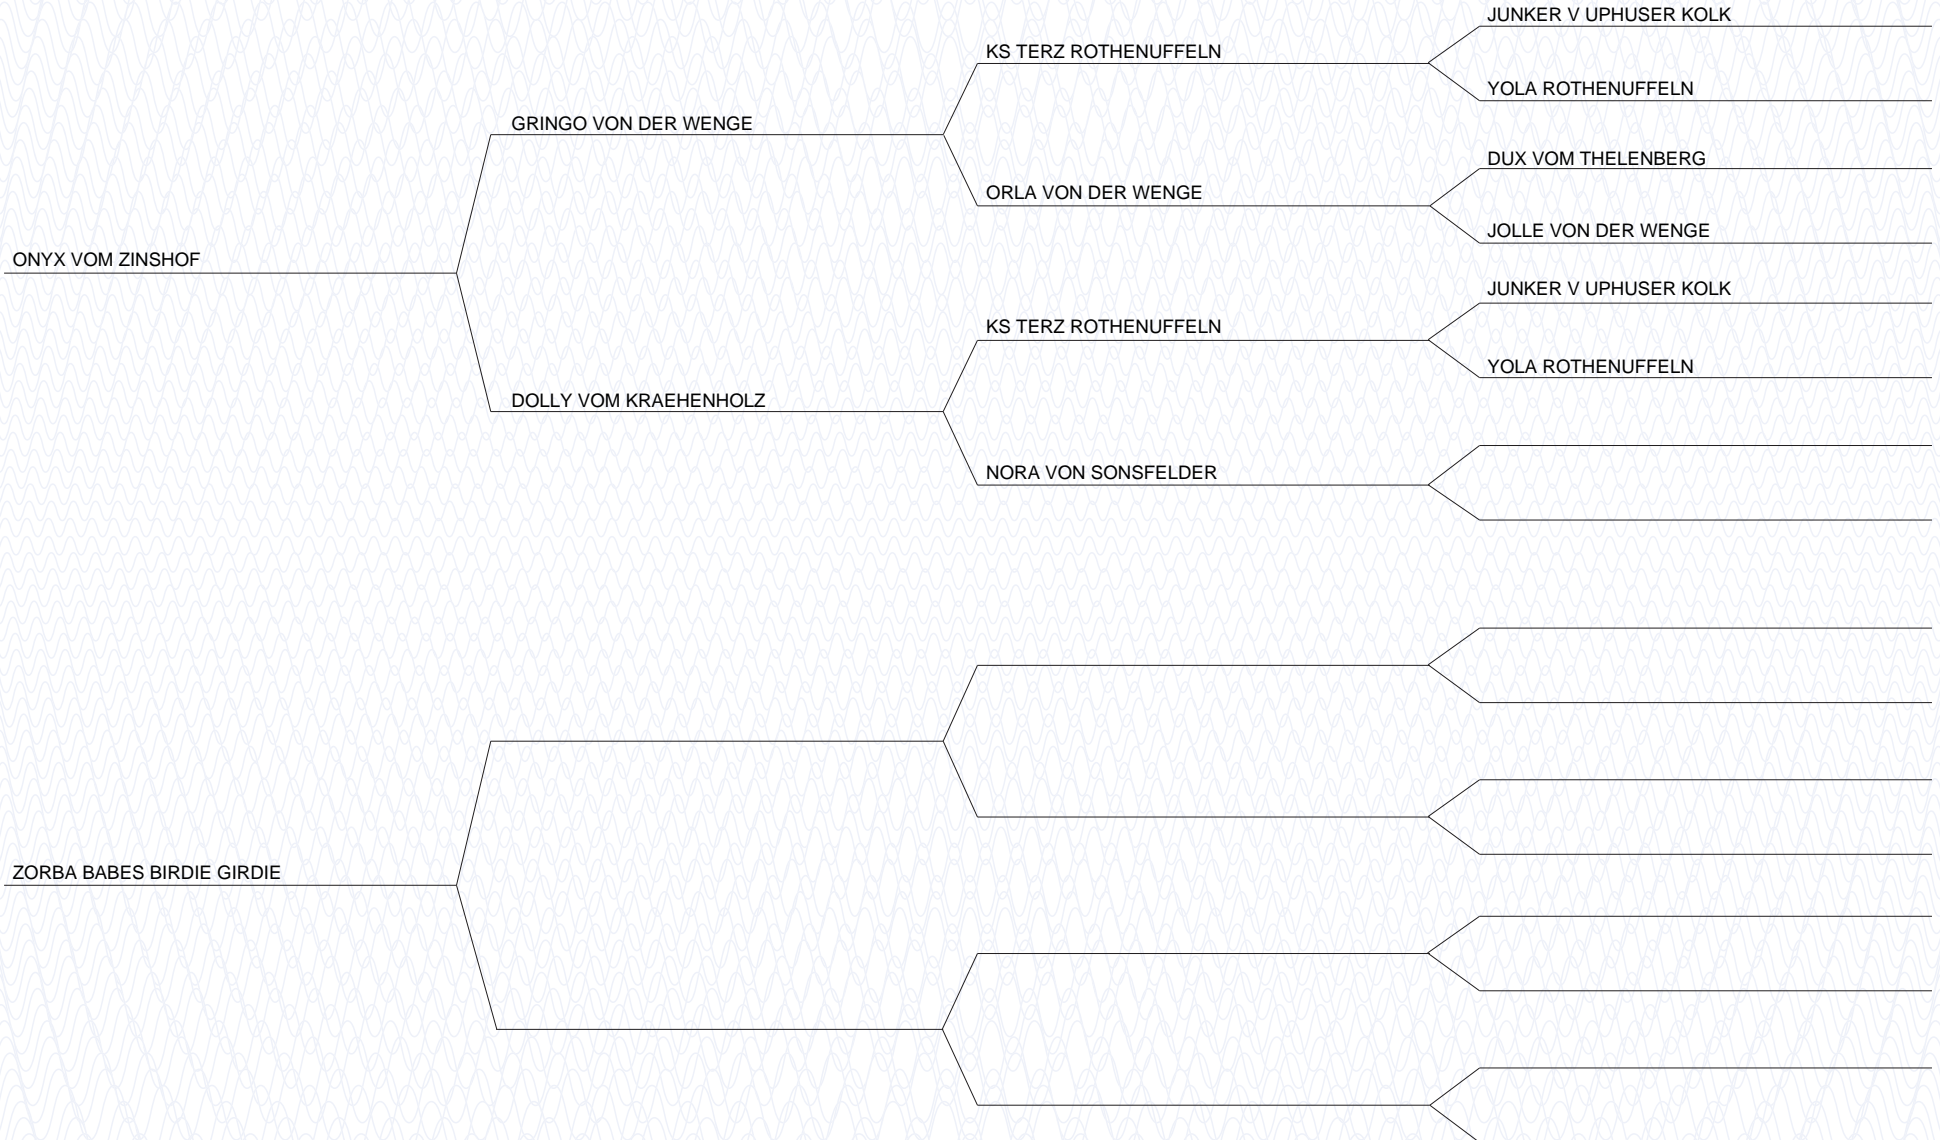 JUNKER V UPHUSER KOLK
KS TERZ ROTHENUFFELN
YOLA ROTHENUFFELN
GRINGO VON DER WENGE
DUX VOM THELENBERG
ORLA VON DER WENGE
JOLLE VON DER WENGE
ONYX VOM ZINSHOF
JUNKER V UPHUSER KOLK
KS TERZ ROTHENUFFELN
YOLA ROTHENUFFELN
DOLLY VOM KRAEHENHOLZ
NORA VON SONSFELDER
ZORBA BABES BIRDIE GIRDIE